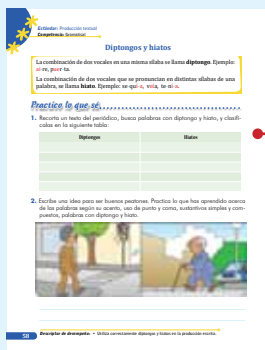 Estándar: Producción textual
Competencia: Gramatical
Diptongos y hiatos
La combinación de dos vocales en una misma sílaba se llama diptongo. Ejemplo:
ai-re, puer-ta.
La combinación de dos vocales que se pronuncian en distintas sílabas de una
palabra, se llama hiato. Ejemplo: se-quí-a, veía, te-ní-a.
Practico lo que sé
1. Recorta un texto del periódico, busca palabras con diptongo y hiato, y clasifí-
calas en la siguiente tabla:
Diptongos Hiatos
2. Escribe una idea para ser buenos peatones. Practica lo que has aprendido acerca
de las palabras según su acento, uso de punto y coma, sustantivos simples y com-
puestos, palabras con diptongo y hiato.
58 Descriptor de desempeño: • Utiliza correctamente diptongos y hiatos en la producción escrita.